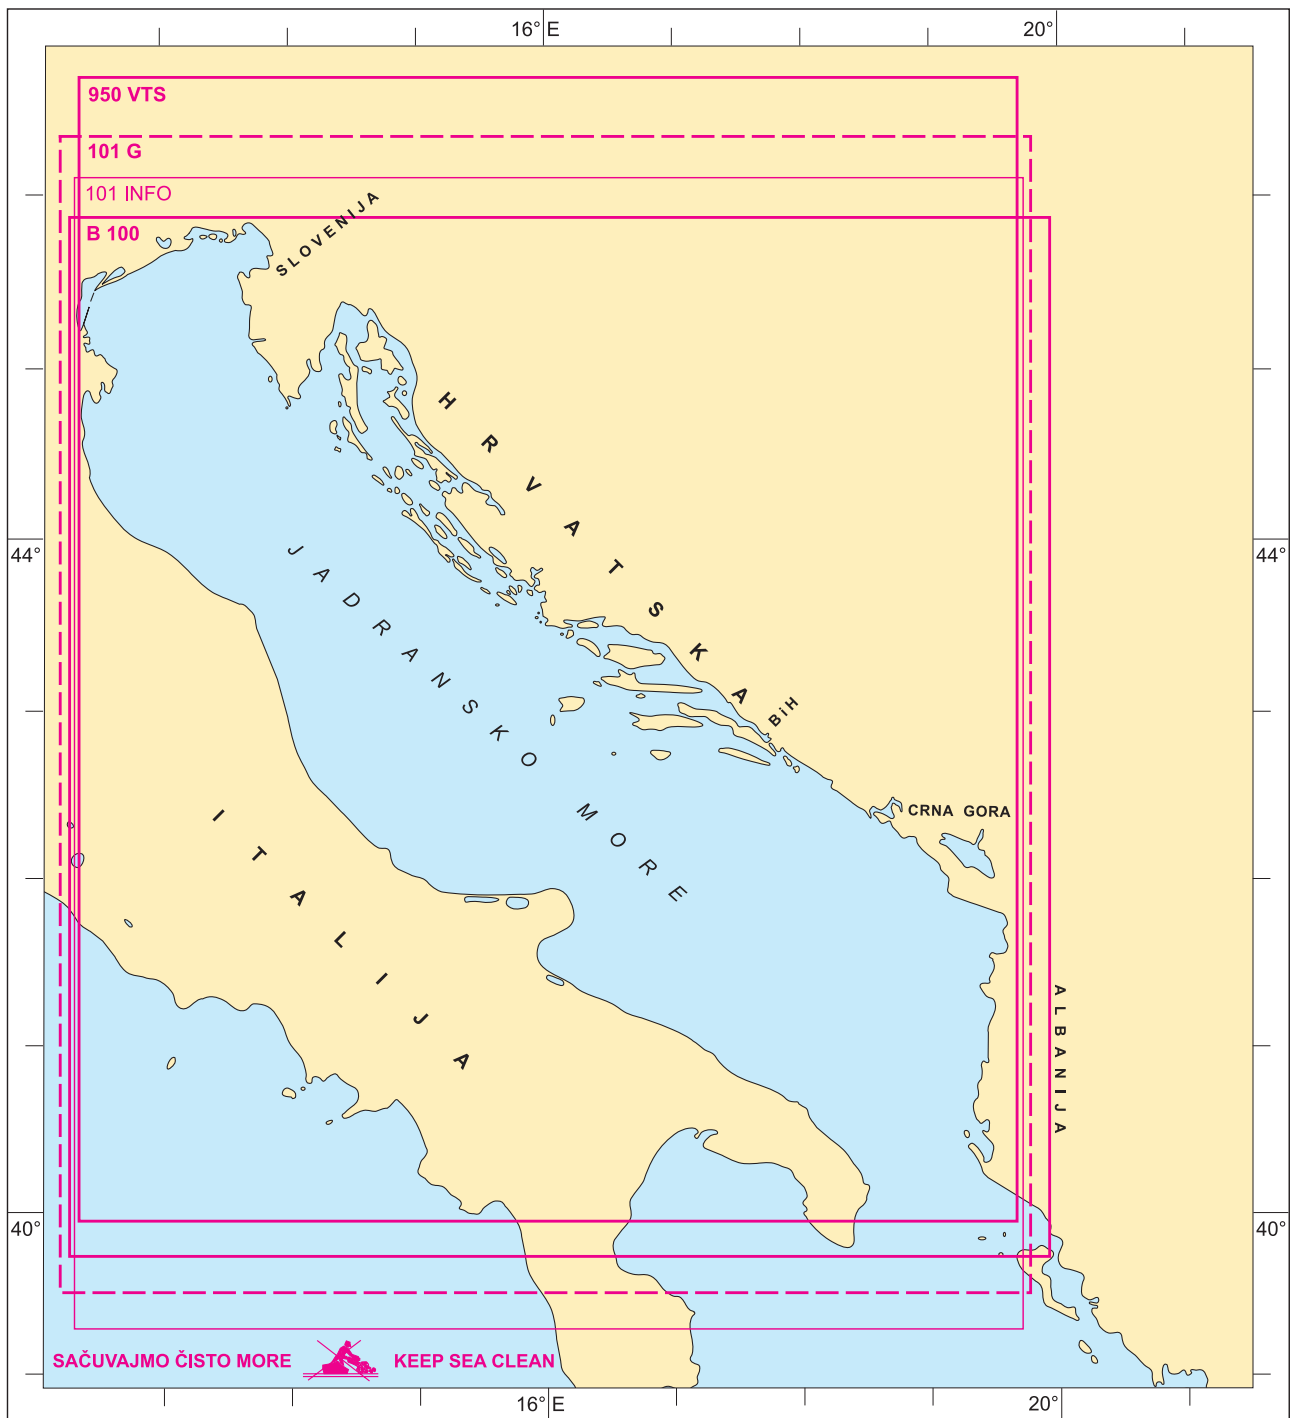 16° E
20°
950 VTS
101 G
101 INFO
B 100
SLOVENIJA
HRVATSKA
44°
44°
JADRANSKO MORE
BiH
CRNA GORA
ITALIJA
ALBANIJA
40°
40°
SAČUVAJMO ČISTO MORE
KEEP SEA CLEAN
16° E
20°